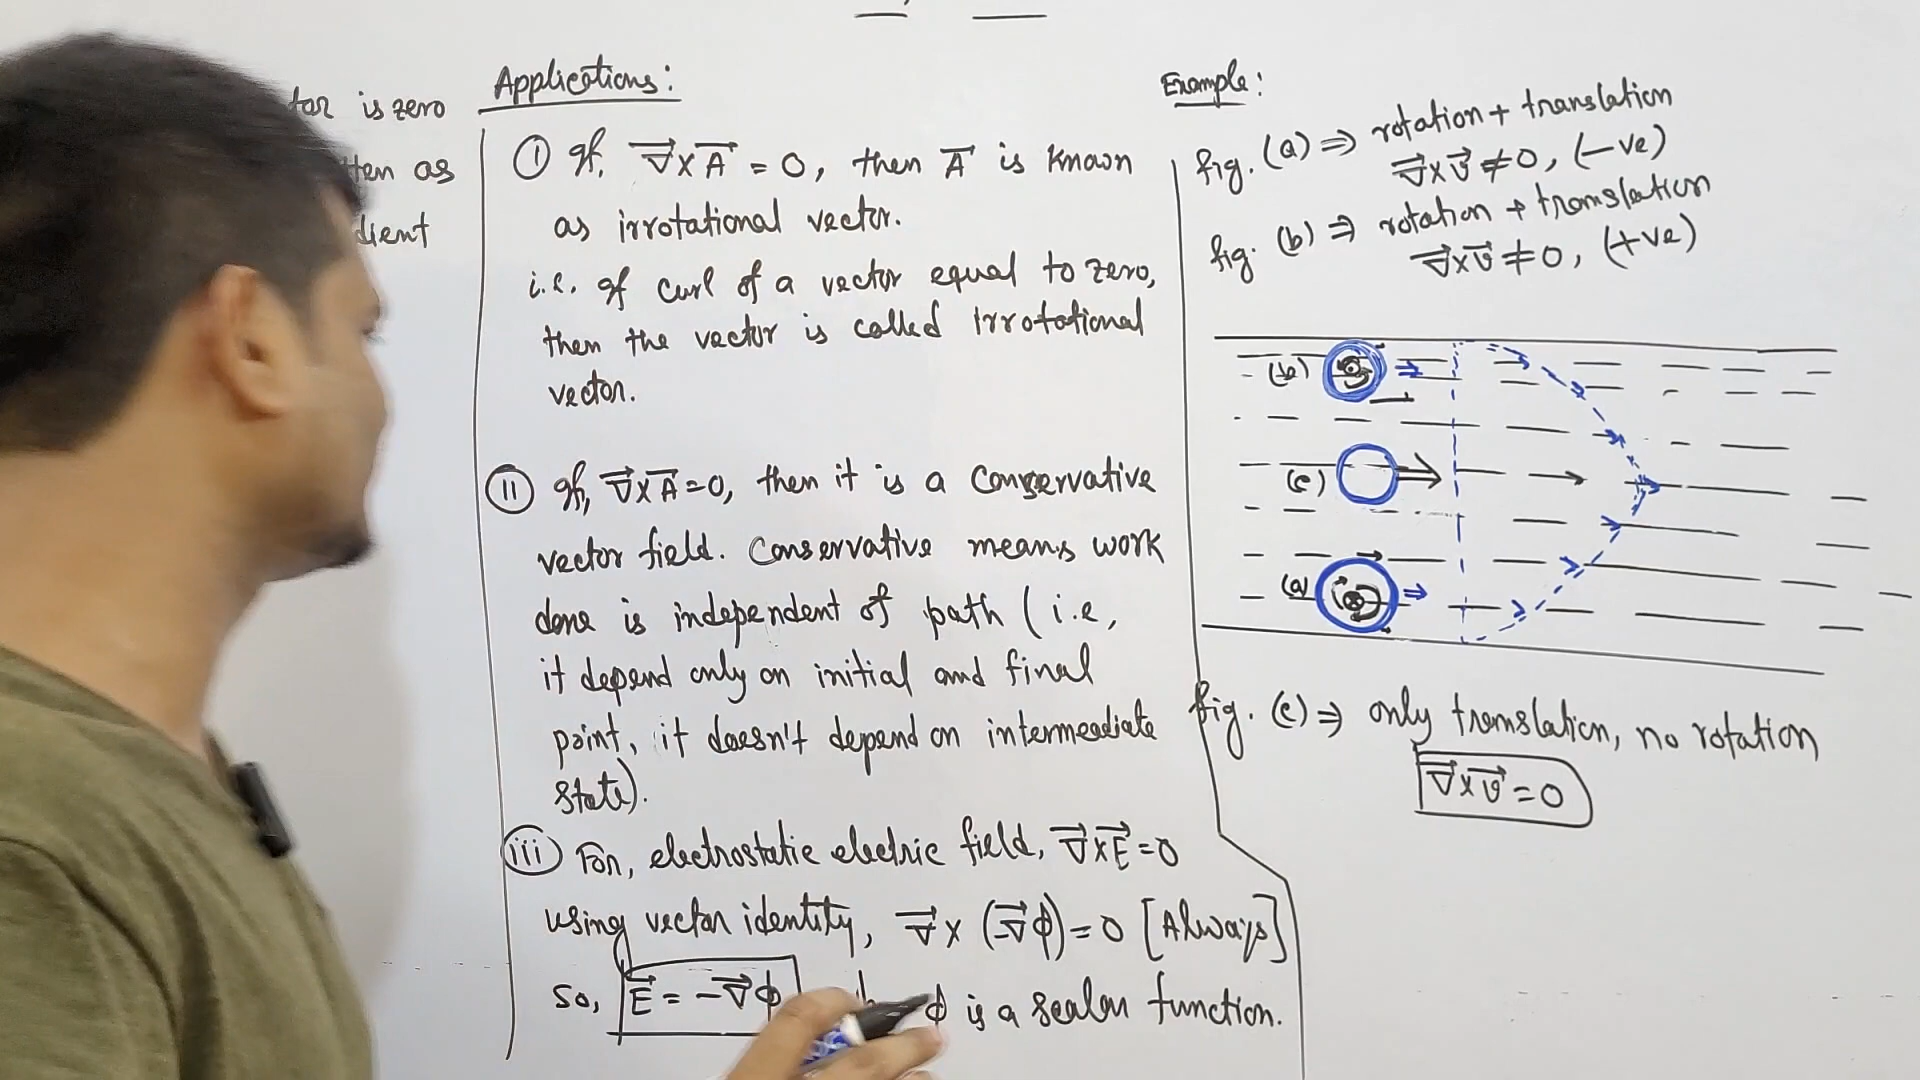 is zero
as
Applications:
① If, ∇⃗×A⃗ = 0, then A⃗ is known
as irrotational vector.
i.e. If curl of a vector equal to zero,
then the vector is called Irrotational
vector.
(ii) If, ∇⃗×A⃗=0, then it is a Conservative
vector field. Conservative means work
done is independent of path (i.e,
it depend only on initial and final
point, it doesn't depend on intermeadiate
state).
(iii) For, electrostatic electric field, ∇⃗×E⃗=0
using vector identity, ∇⃗×(-∇⃗ϕ)=0 [Always]
so, E⃗ = -∇⃗ϕ ϕ is a scalar function.
Example:
fig. (a) ⇒ rotation + translation
∇⃗×v⃗ ≠ 0, (-ve)
fig. (b) ⇒ rotation + translation
∇⃗×v⃗ ≠ 0, (+ve)
(b)
(c)
(a)
fig. (c) ⇒ only translation, no rotation
∇⃗×v⃗ = 0